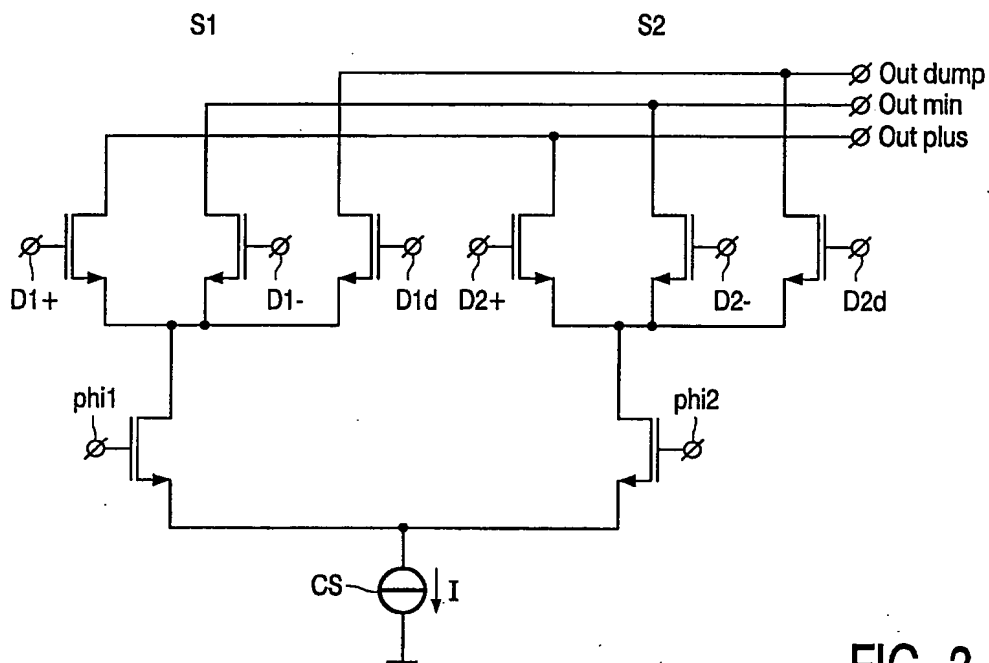 S1 S2
Out dump
Out min
Out plus
D1+ D1- D1d D2+ D2- D2d
phi1 phi2
CS I
FIG. 2